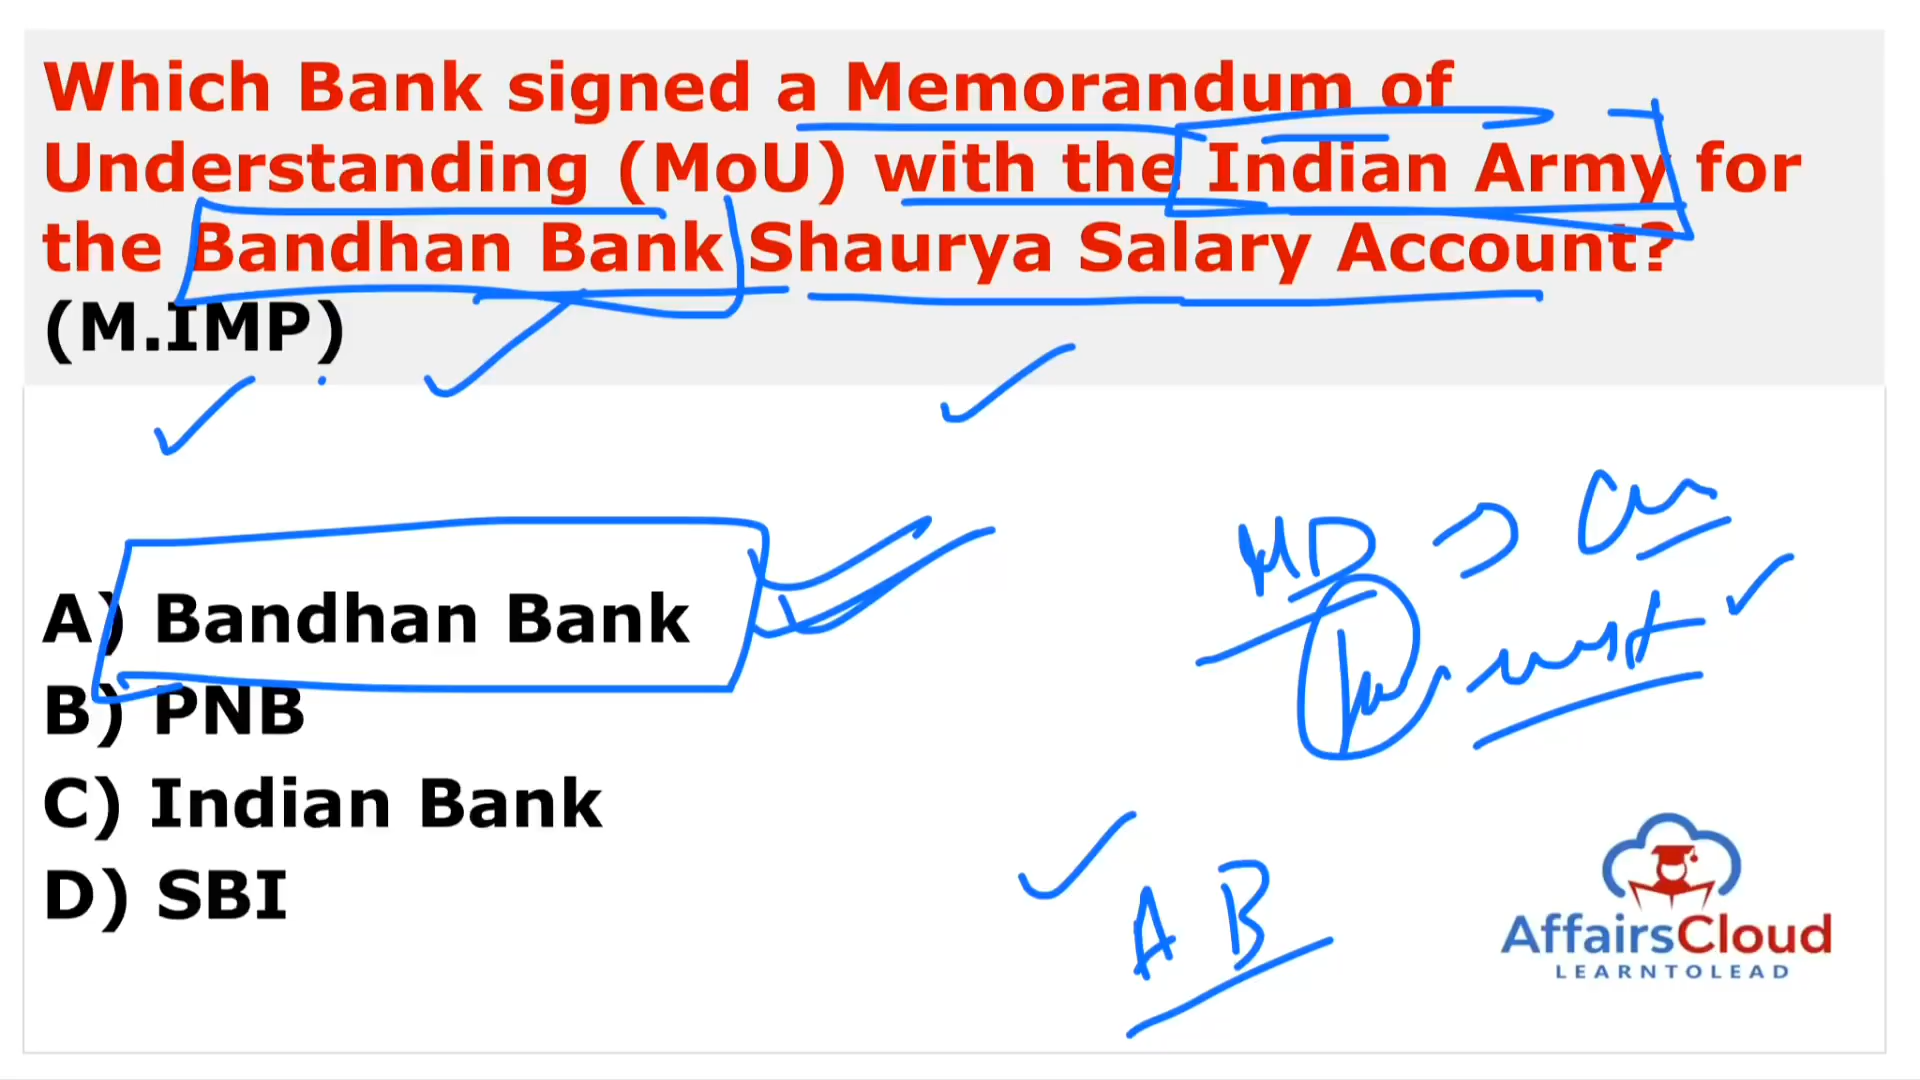 Which Bank signed a Memorandum of
Understanding (MoU) with the Indian Army for
the Bandhan Bank Shaurya Salary Account?
(M.IMP)
A) Bandhan Bank
B) PNB
C) Indian Bank
D) SBI
MD
A B
AffairsCloud
LEARNTOLEAD